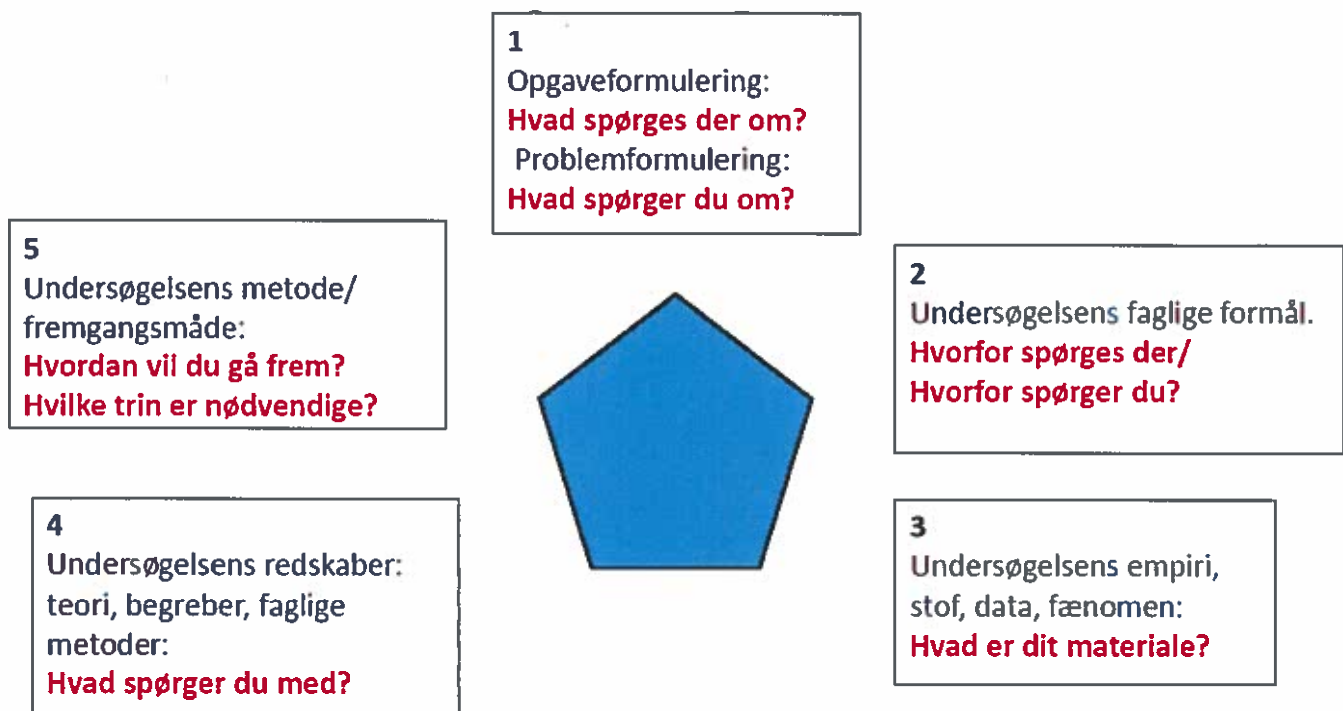 1
Opgaveformulering:
Hvad spørges der om?
Problemformulering:
Hvad spørger du om?
2
Undersøgelsens faglige formål.
Hvorfor spørges der/
Hvorfor spørger du?
3
Undersøgelsens empiri,
stof, data, fænomen:
Hvad er dit materiale?
4
Undersøgelsens redskaber:
teori, begreber, faglige
metoder:
Hvad spørger du med?
5
Undersøgelsens metode/
fremgangsmåde:
Hvordan vil du gå frem?
Hvilke trin er nødvendige?